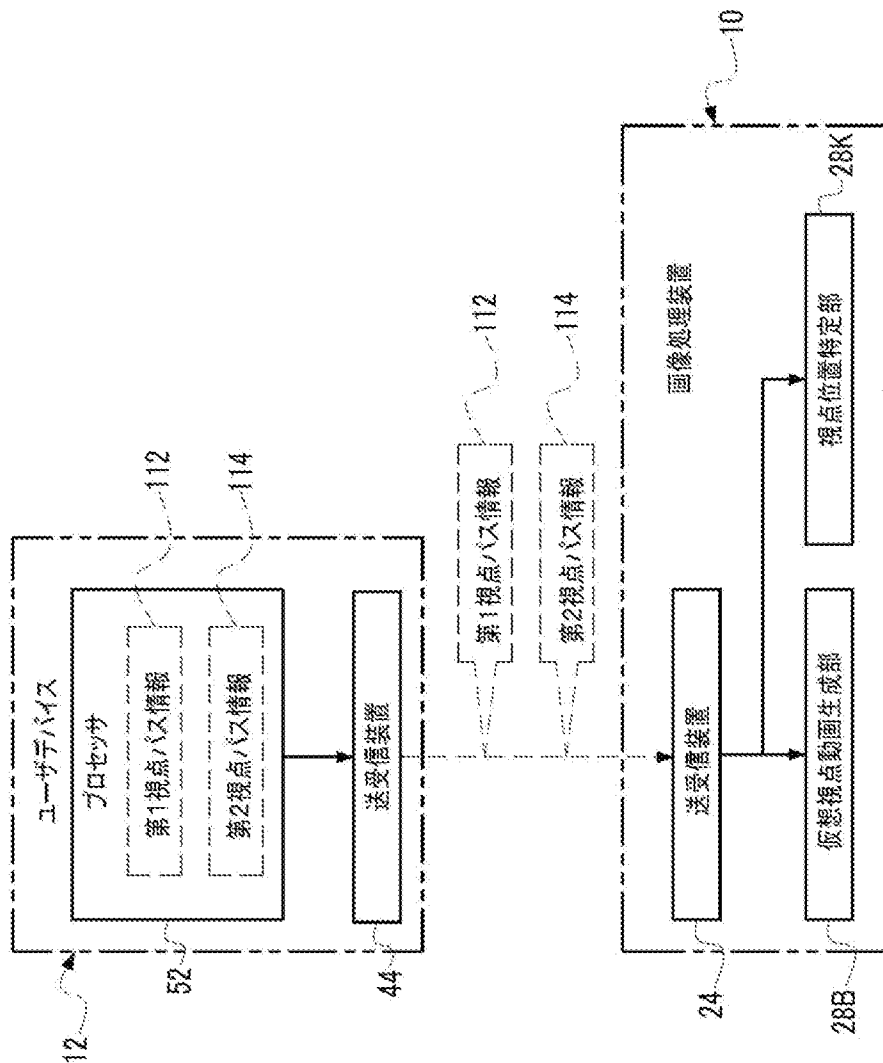 ユーザデバイス
12
プロセッサ
52
第1視点パス情報
112
第2視点パス情報
114
送受信装置
44
第1視点パス情報
112
第2視点パス情報
114
画像処理装置
10
送受信装置
24
仮想視点動画生成部
28B
視点位置特定部
28K